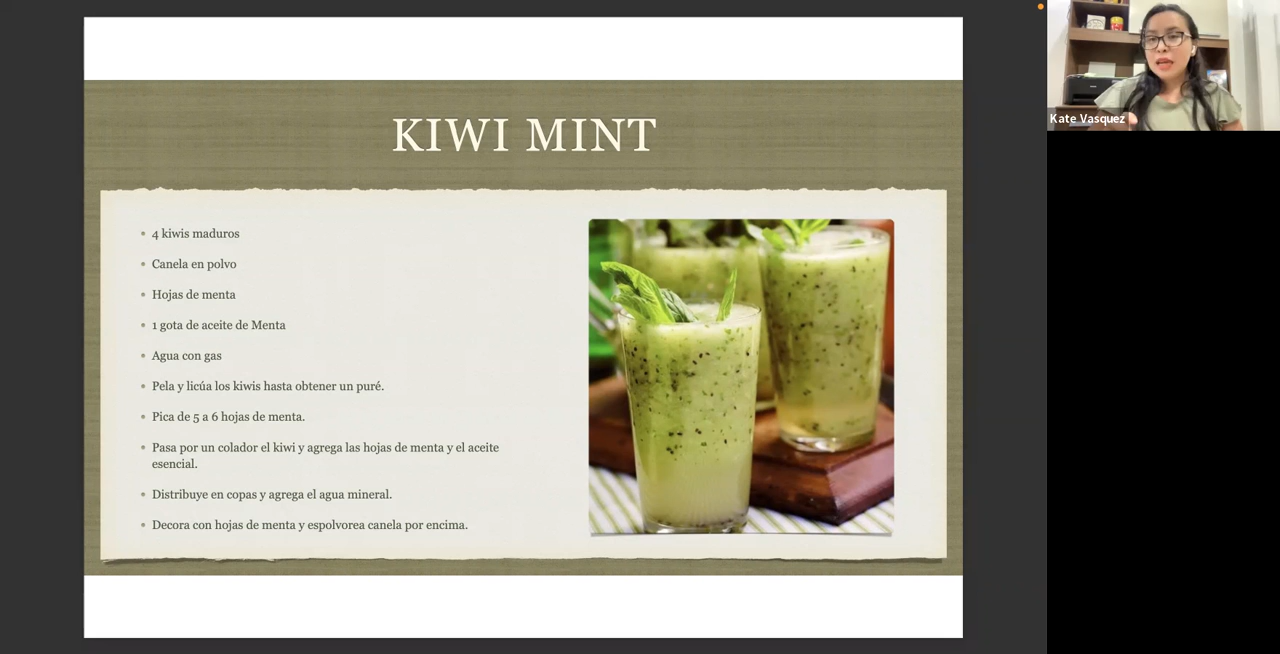 KIWI MINT
4 kiwis maduros
Canela en polvo
Hojas de menta
1 gota de aceite de Menta
Agua con gas
Pela y licúa los kiwis hasta obtener un puré.
Pica de 5 a 6 hojas de menta.
Pasa por un colador el kiwi y agrega las hojas de menta y el aceite
esencial.
Distribuye en copas y agrega el agua mineral.
Decora con hojas de menta y espolvorea canela por encima.
Kate Vasquez